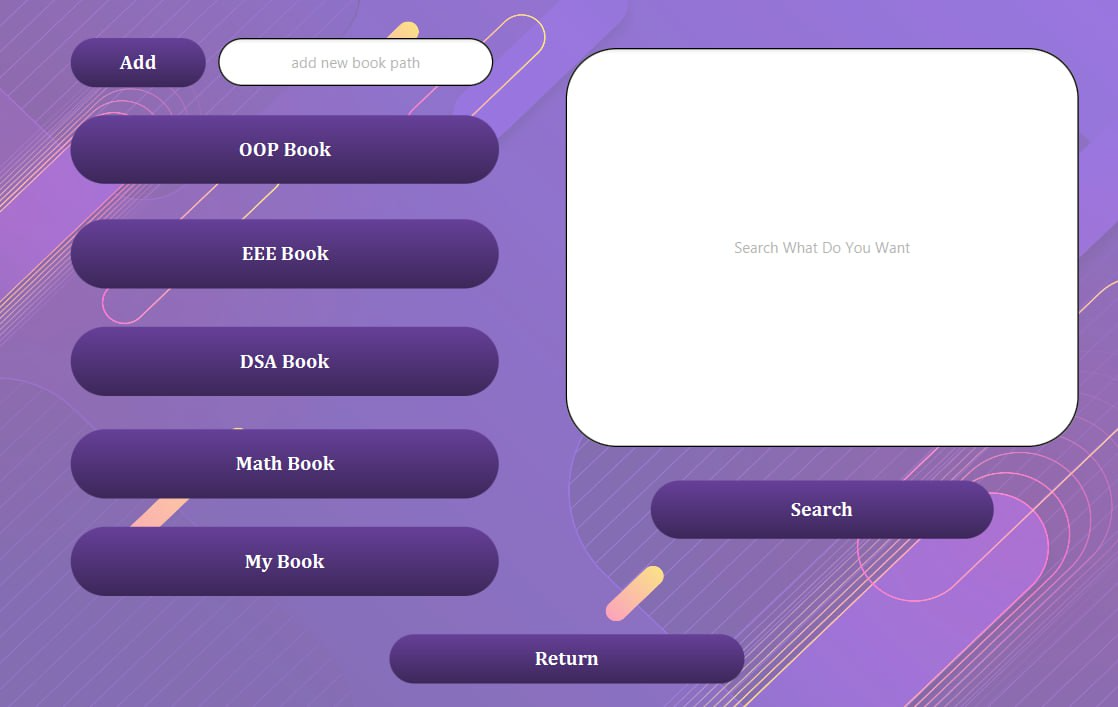 Add
add new book path
OOP Book
EEE Book
DSA Book
Math Book
My Book
Search What Do You Want
Search
Return